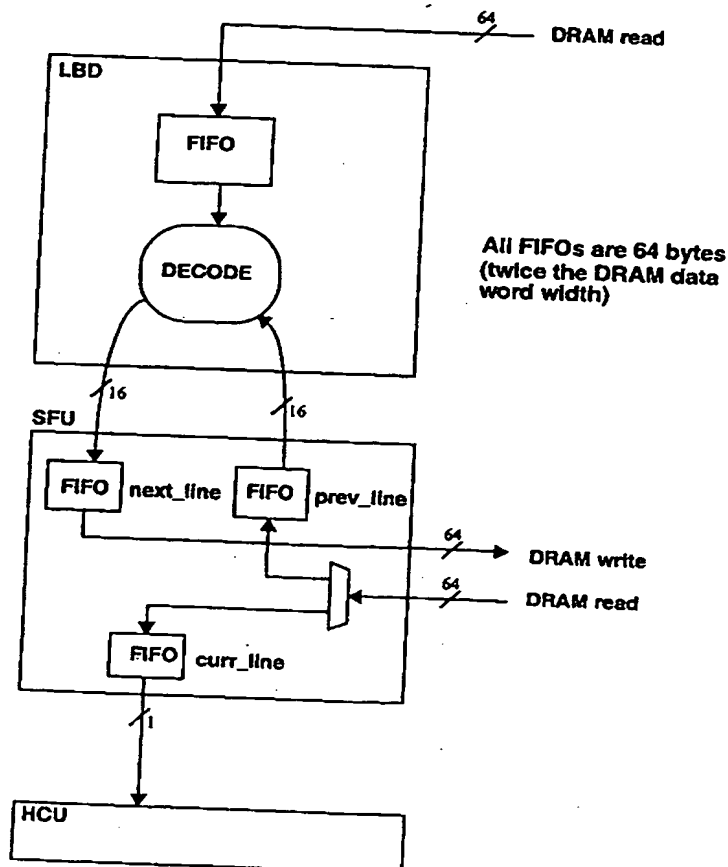 64
DRAM read
LBD
FIFO
DECODE
All FIFOs are 64 bytes
(twice the DRAM data
word width)
16
16
SFU
FIFO
next_line
FIFO
prev_line
64
DRAM write
64
DRAM read
FIFO
curr_line
1
HCU